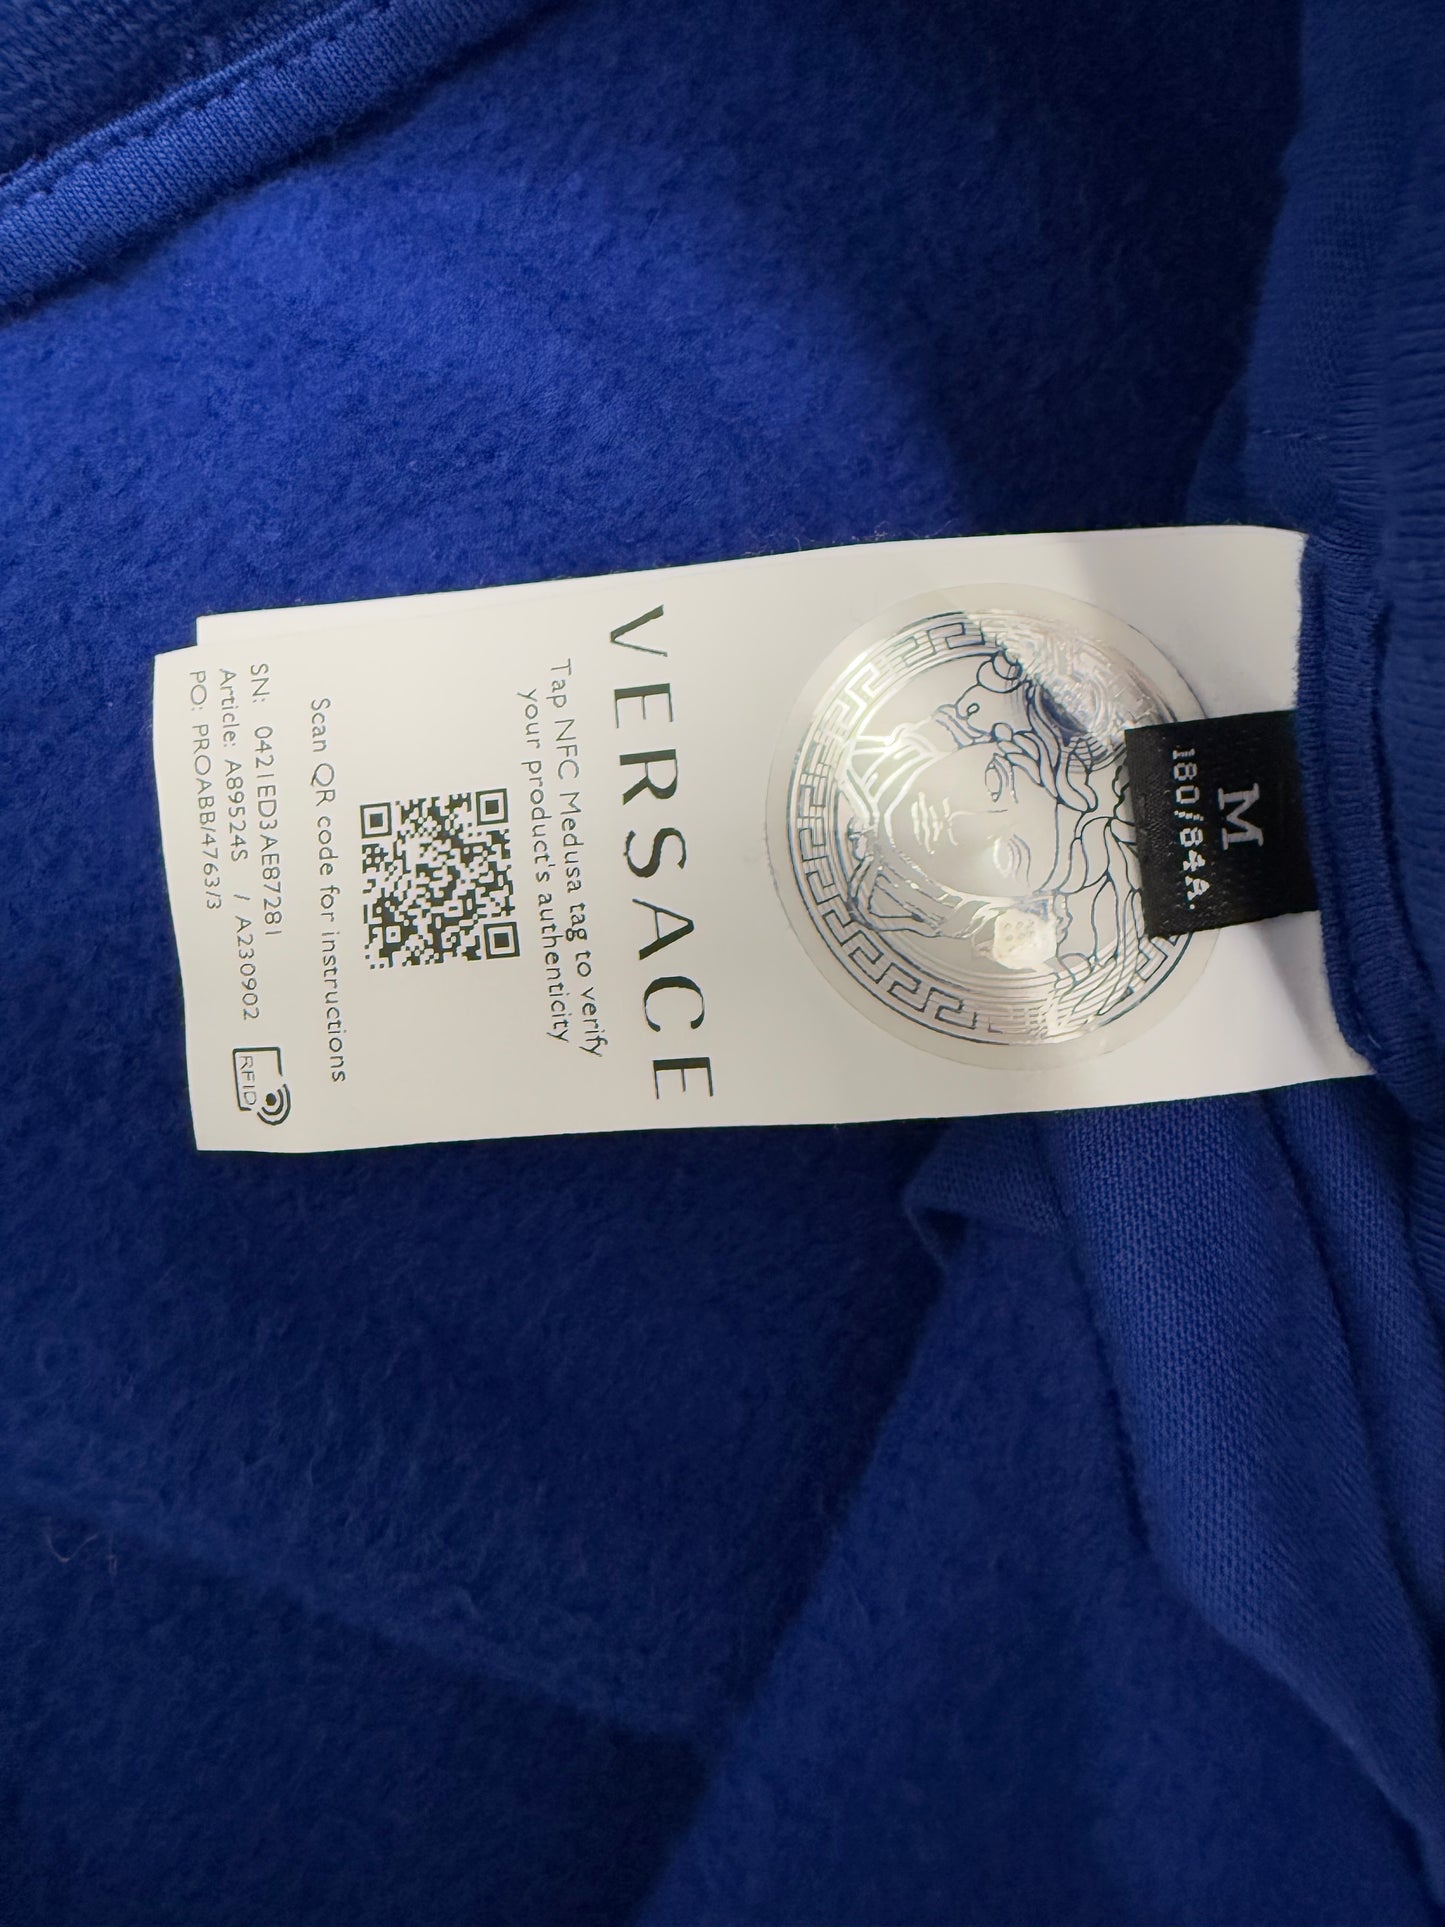 M
180/84A.
VERSACE
Tap NFC Medusa tag to verify
your product's authenticity
Scan QR code for instructions
SN: 0421ED3AE87281
Article: A89524S / A230902
PO: PROABB/4763/3
RFID